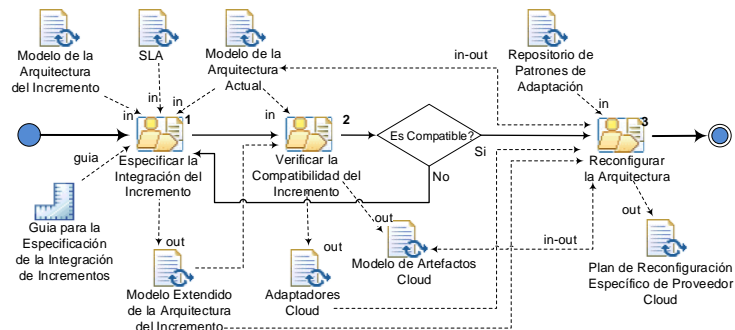 Modelo de la
Arquitectura
del Incremento
SLA
Modelo de la
Arquitectura
Actual
in-out
Repositorio de
Patrones de
Adaptación
in
in
in
in
in
1
2
3
Es Compatible?
Si
No
guia
Especificar la
Integración del
Incremento
Verificar la
Compatibilidad del
Incremento
Reconfigurar
la Arquitectura
Guia para la
Especificación
de la Integración
de Incrementos
out
out
out
out
in-out
Modelo Extendido
de la Arquitectura
del Incremento
Adaptadores
Cloud
Modelo de Artefactos
Cloud
Plan de Reconfiguración
Específico de Proveedor
Cloud